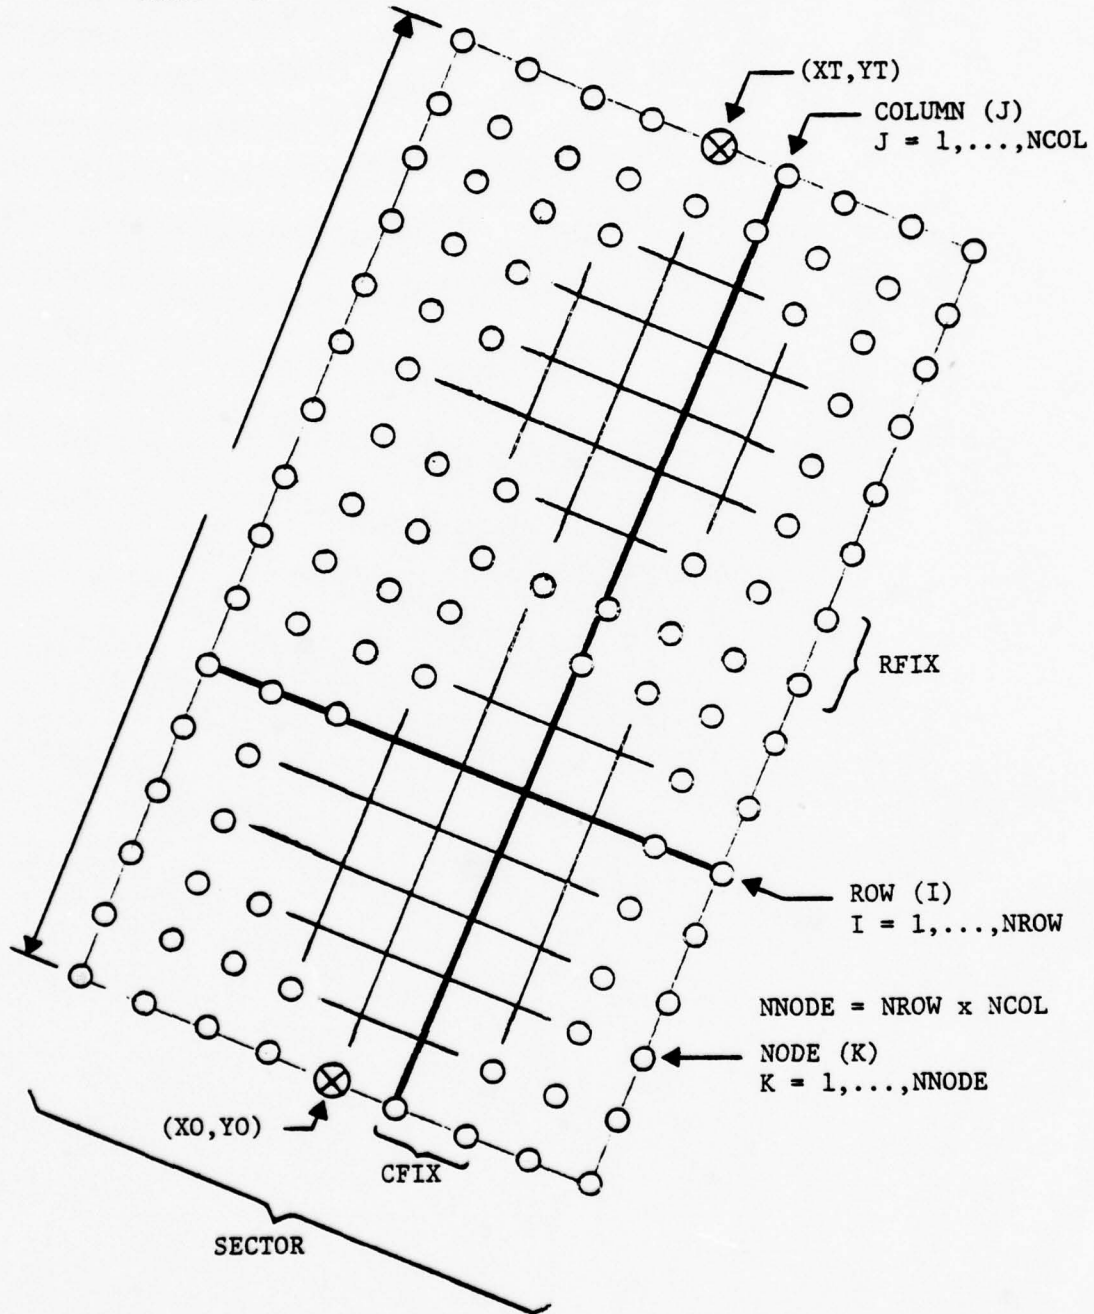 (XT,YT)
COLUMN (J)
J = 1,...,NCOL
RFIX
ROW (I)
I = 1,...,NROW
NNODE = NROW x NCOL
NODE (K)
K = 1,...,NNODE
(XO,YO)
CFIX
SECTOR